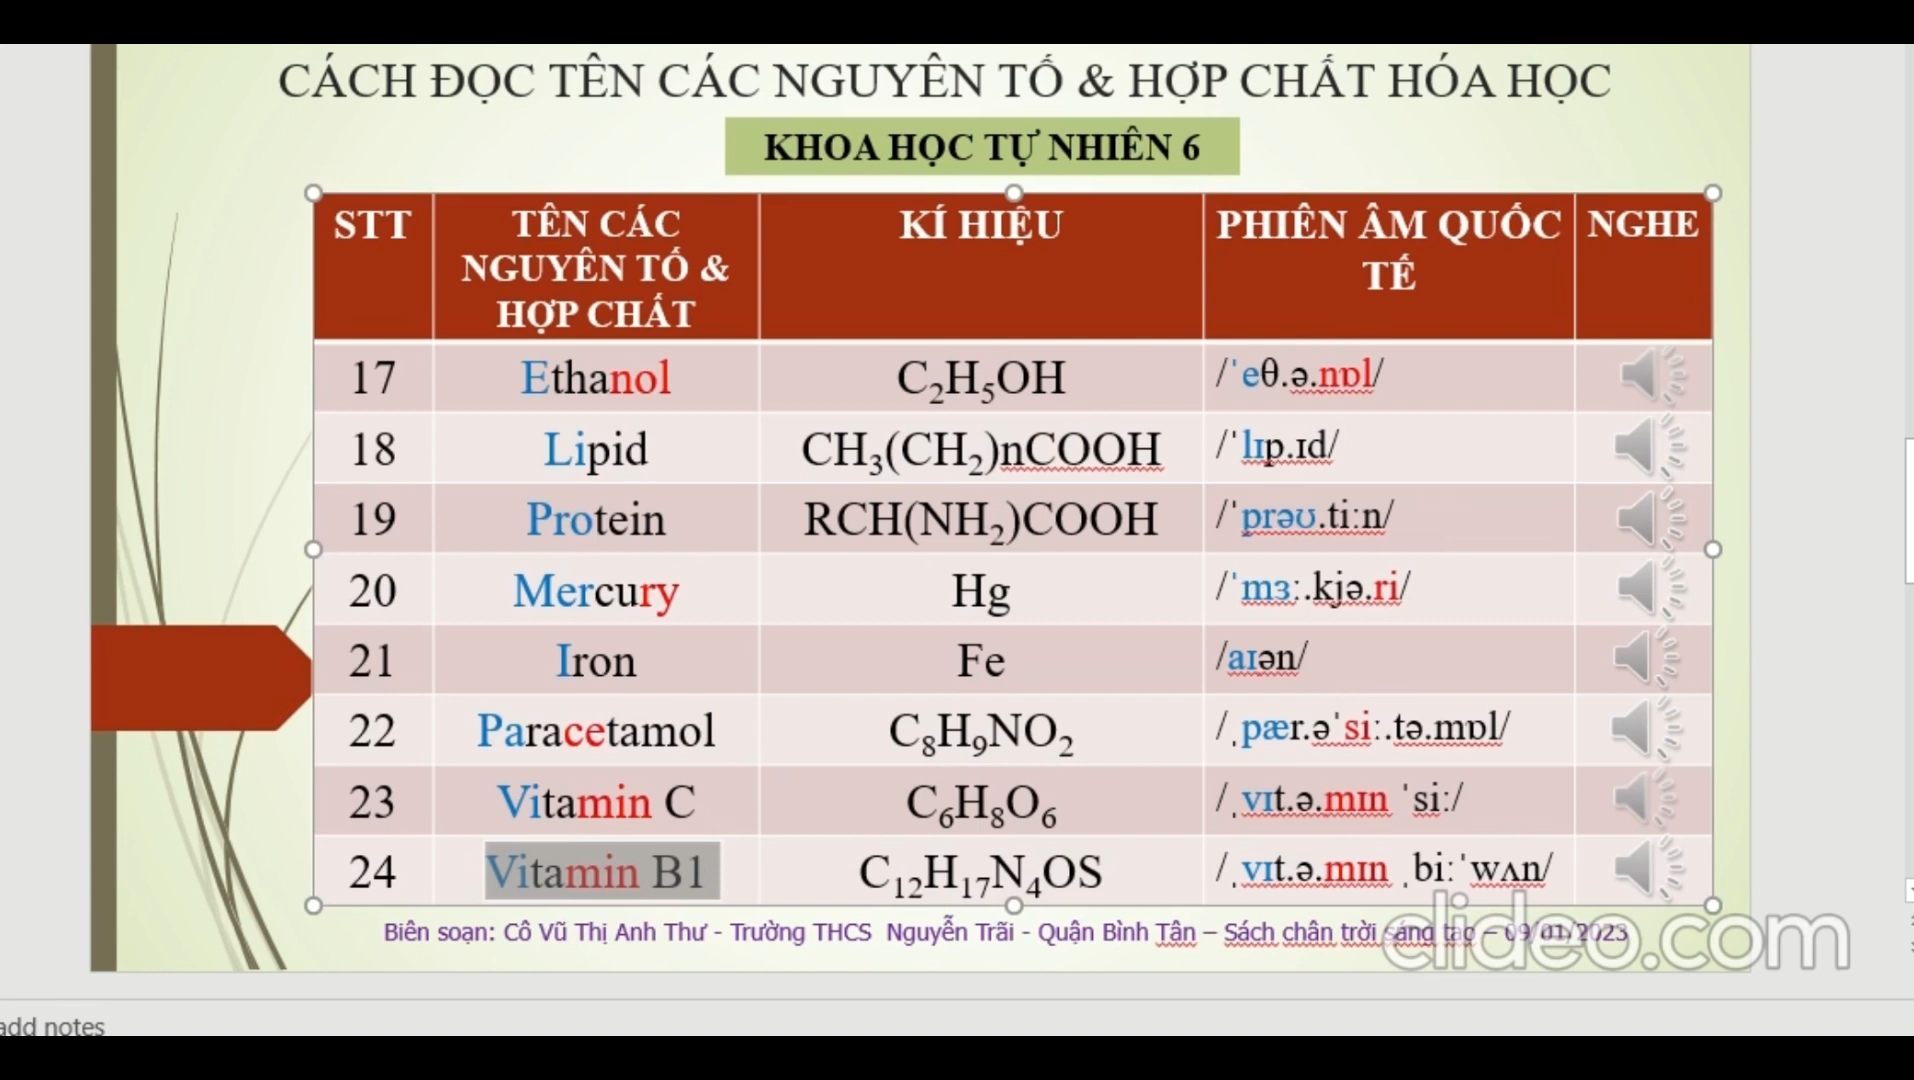 CÁCH ĐỌC TÊN CÁC NGUYÊN TỐ & HỢP CHẤT HÓA HỌC
KHOA HỌC TỰ NHIÊN 6
STT TÊN CÁC NGUYÊN TỐ & HỢP CHẤT KÍ HIỆU PHIÊN ÂM QUỐC TẾ NGHE
17 Ethanol C₂H₅OH /ˈeθ.ə.nɒl/
18 Lipid CH₃(CH₂)nCOOH /ˈlɪp.ɪd/
19 Protein RCH(NH₂)COOH /ˈprəʊ.tiːn/
20 Mercury Hg /ˈmɜː.kjə.ri/
21 Iron Fe /aɪən/
22 Paracetamol C₈H₉NO₂ /ˌpær.əˈsiː.tə.mɒl/
23 Vitamin C C₆H₈O₆ /ˌvɪt.ə.mɪn ˈsiː/
24 Vitamin B1 C₁₂H₁₇N₄OS /ˌvɪt.ə.mɪn ˌbiːˈwʌn/
Biên soạn: Cô Vũ Thị Anh Thư - Trường THCS Nguyễn Trãi - Quận Bình Tân – Sách chân trời sáng tạo – 09/01/2023
clideo.com
add notes